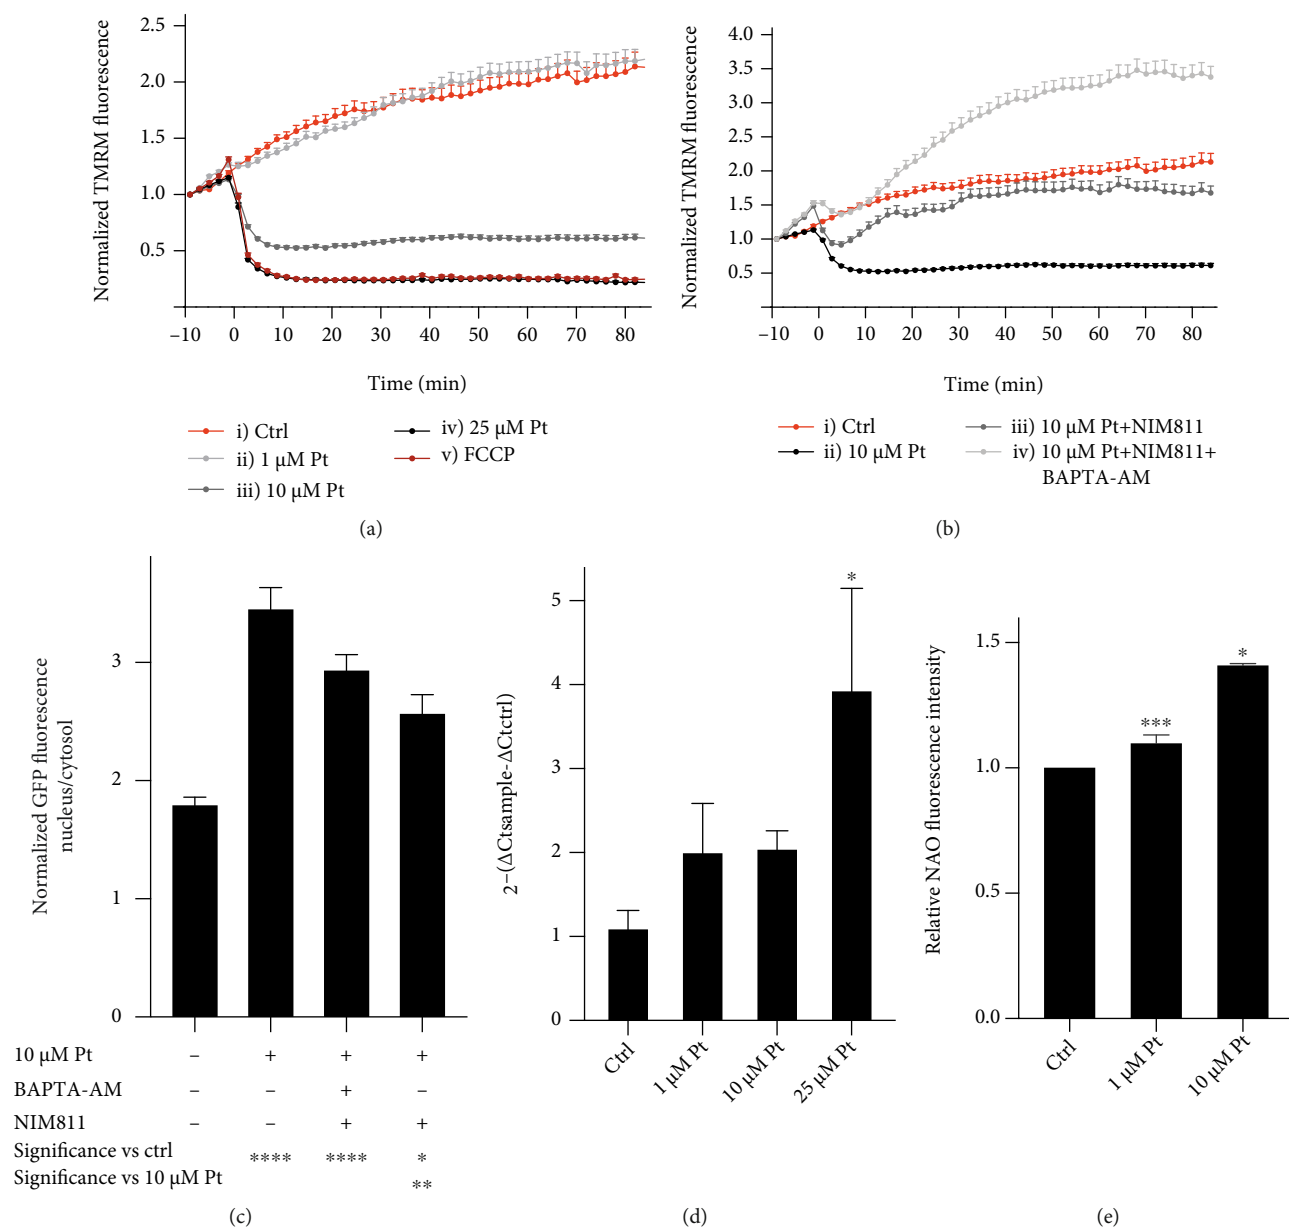 Normalized TMRM fluorescence
2.5
2.0
1.5
1.0
0.5
–10 0 10 20 30 40 50 60 70 80
Time (min)
i) Ctrl
ii) 1 μM Pt
iii) 10 μM Pt
iv) 25 μM Pt
v) FCCP
(a)
Normalized TMRM fluorescence
4.0
3.5
3.0
2.5
2.0
1.5
1.0
0.5
–10 0 10 20 30 40 50 60 70 80
Time (min)
i) Ctrl
ii) 10 μM Pt
iii) 10 μM Pt+NIM811
iv) 10 μM Pt+NIM811+
BAPTA-AM
(b)
Normalized GFP fluorescence
nucleus/cytosol
3
2
1
0
10 μM Pt – + + +
BAPTA-AM – – + –
NIM811 – – + +
Significance vs ctrl **** **** *
Significance vs 10 μM Pt **
(c)
2–(ΔCtsample-ΔCtctrl)
5
4
3
2
1
0
*
Ctrl
1 μM Pt
10 μM Pt
25 μM Pt
(d)
Relative NAO fluorescence intensity
1.5
1.0
0.5
0.0
***
*
Ctrl
1 μM Pt
10 μM Pt
(e)